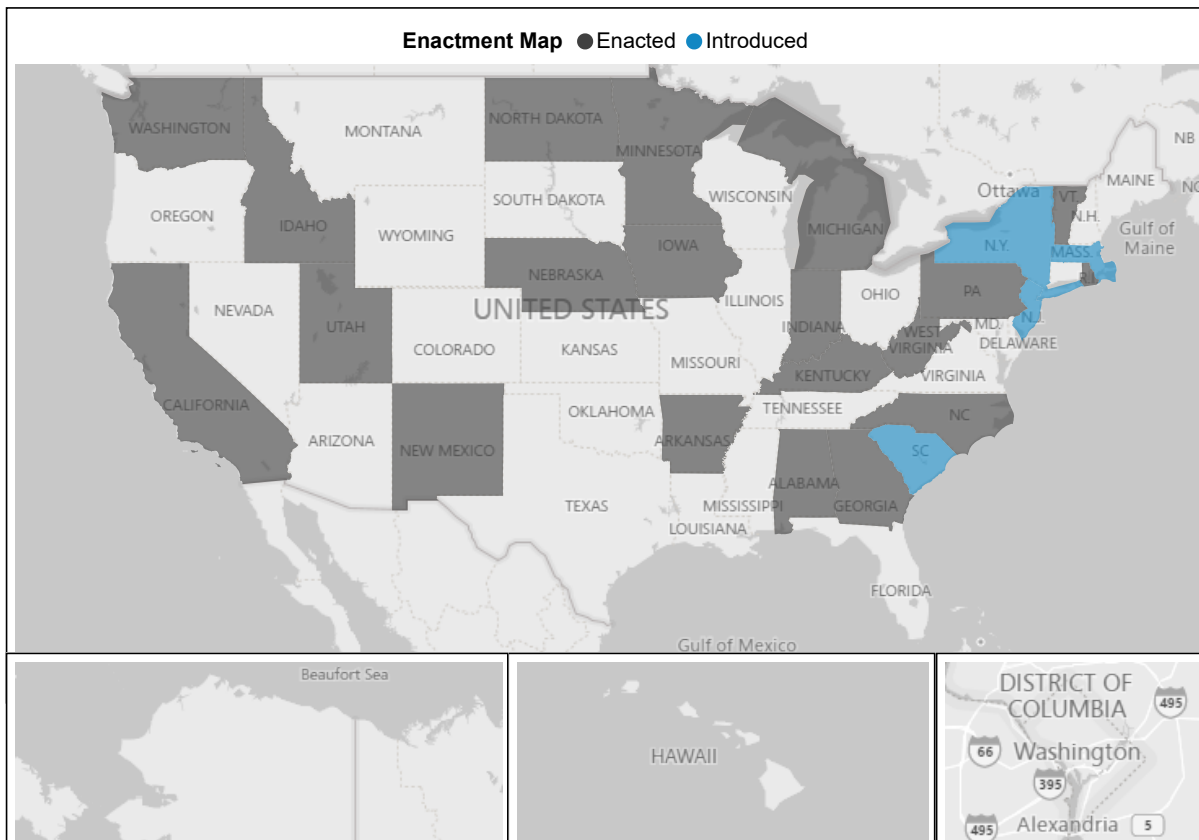 Enactment Map Enacted Introduced
WASHINGTON
MONTANA
NORTH DAKOTA
MINNESOTA
NB
MAINE
Ottawa
VT.
N.H.
SOUTH DAKOTA
WISCONSIN
OREGON
IDAHO
WYOMING
MICHIGAN
N.Y.
MASS.
Gulf of
Maine
IOWA
NEBRASKA
R.I.
PA
ILLINOIS
OHIO
NEVADA
UTAH
UNITED STATES
INDIANA
N.J.
MD.
WEST
VIRGINIA
DELAWARE
COLORADO
KANSAS
MISSOURI
KENTUCKY
VIRGINIA
CALIFORNIA
OKLAHOMA
TENNESSEE
NC
ARIZONA
NEW MEXICO
ARKANSAS
SC
ALABAMA
TEXAS
MISSISSIPPI
GEORGIA
LOUISIANA
FLORIDA
Gulf of Mexico
Beaufort Sea
HAWAII
DISTRICT OF
COLUMBIA
495
66
Washington
395
495
Alexandria
5